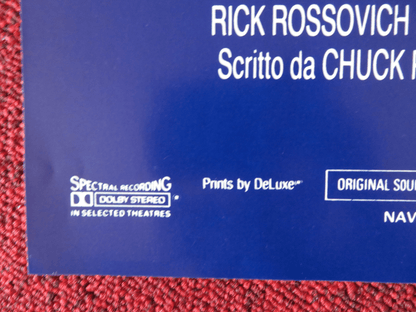 RICK ROSSOVICH
Scritto da CHUCK
SPECTRAL RECORDING
DOLBY STEREO
IN SELECTED THEATRES
Prints by DeLuxe
ORIGINAL SOU
NAV